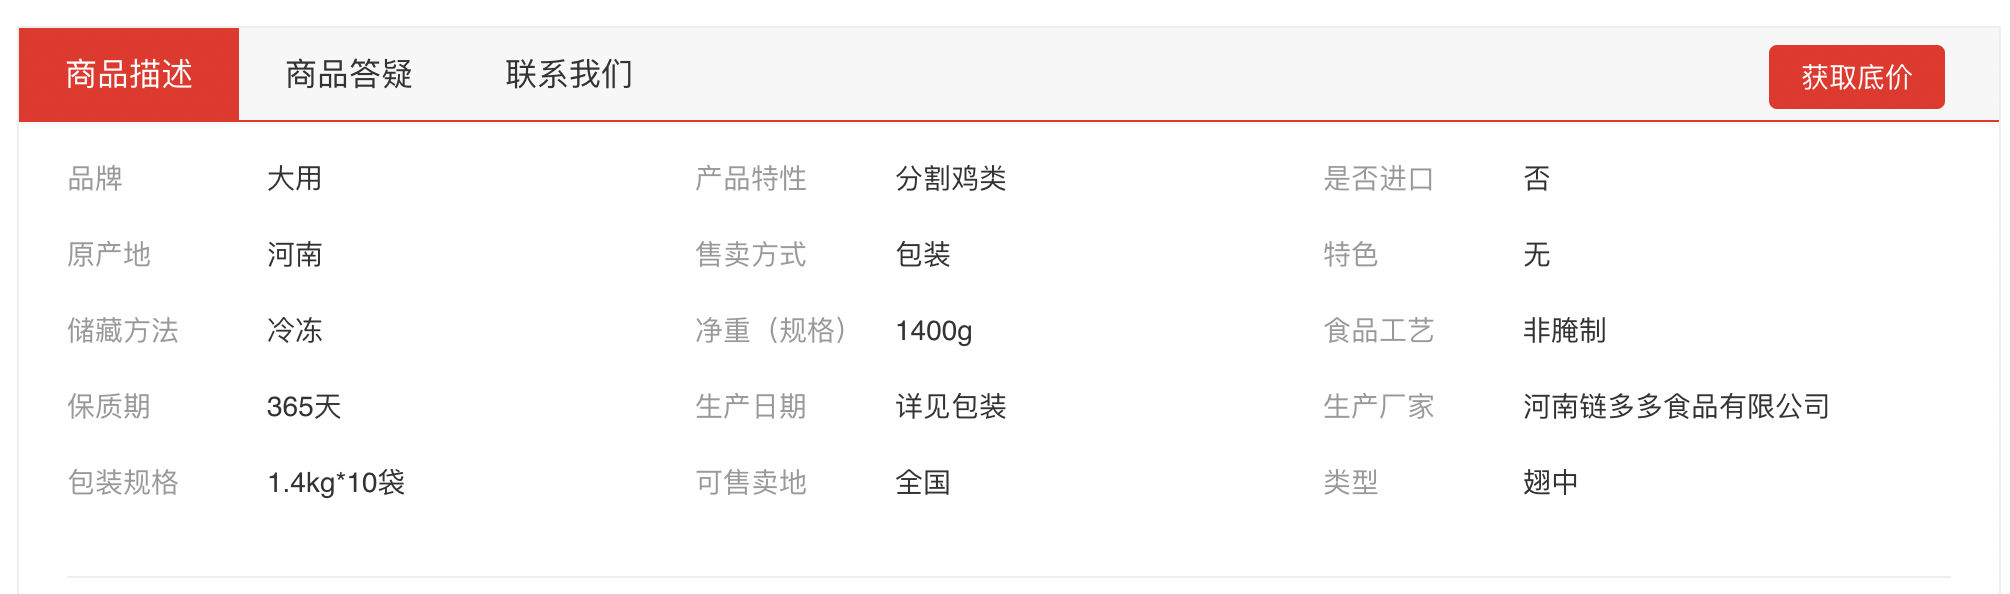 商品描述 商品答疑 联系我们 获取底价
品牌 大用 产品特性 分割鸡类 是否进口 否
原产地 河南 售卖方式 包装 特色 无
储藏方法 冷冻 净重（规格） 1400g 食品工艺 非腌制
保质期 365天 生产日期 详见包装 生产厂家 河南链多多食品有限公司
包装规格 1.4kg*10袋 可售卖地 全国 类型 翅中